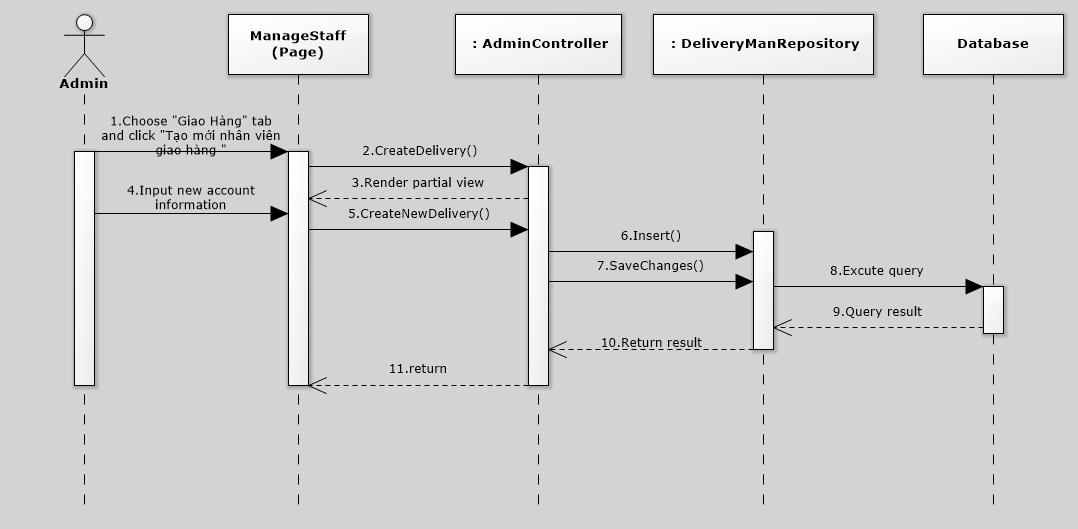 Admin
ManageStaff
(Page)
: AdminController
: DeliveryManRepository
Database
1.Choose "Giao Hàng" tab
and click "Tạo mới nhân viên
giao hàng "
2.CreateDelivery()
3.Render partial view
4.Input new account
information
5.CreateNewDelivery()
6.Insert()
7.SaveChanges()
8.Excute query
9.Query result
10.Return result
11.return